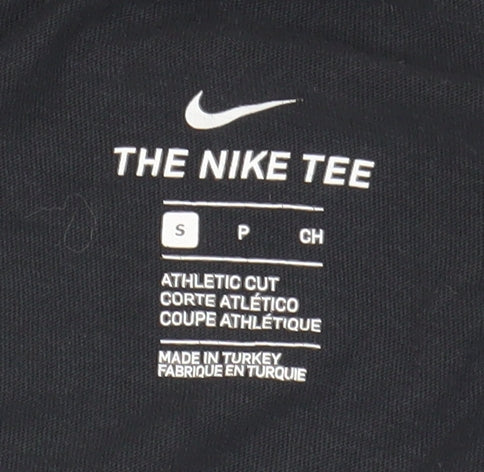 THE NIKE TEE
S P CH
ATHLETIC CUT
CORTE ATLÉTICO
COUPE ATHLÉTIQUE
MADE IN TURKEY
FABRIQUE EN TURQUIE